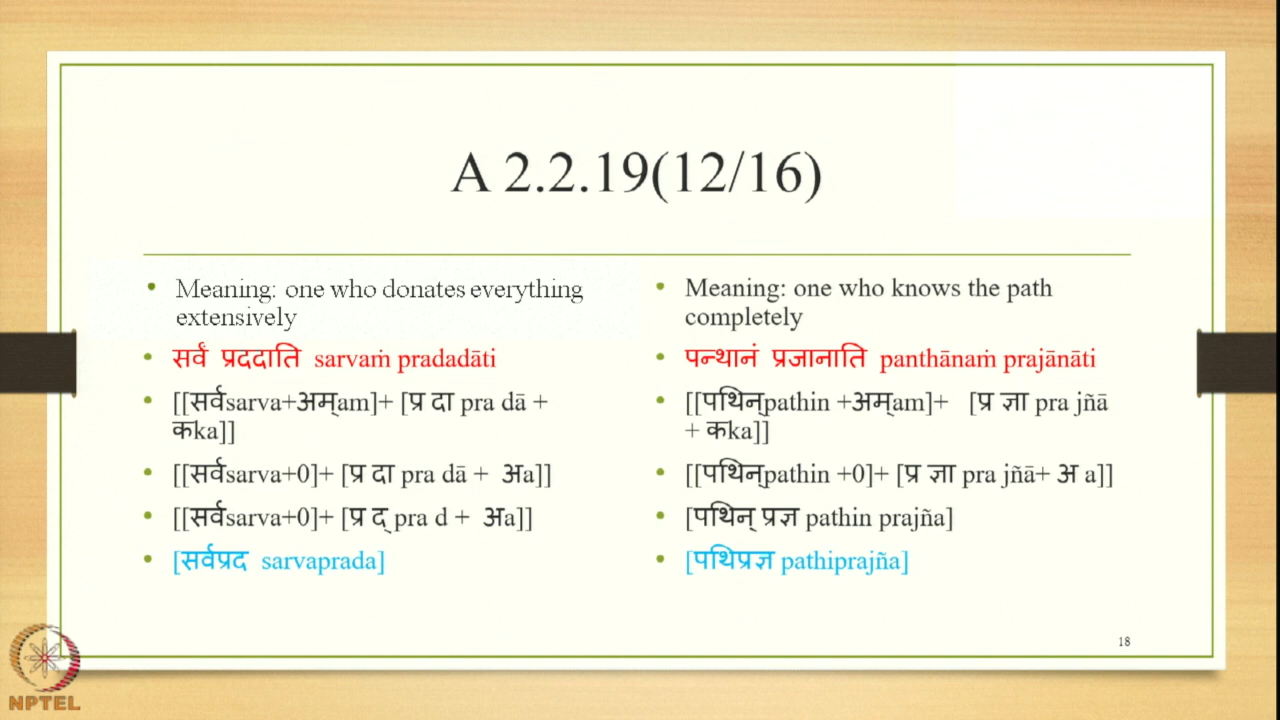 A 2.2.19(12/16)
• Meaning: one who donates everything
extensively
• सर्वं प्रददाति sarvaṁ pradadāti
• [[सर्वsarva+अम्am]+ [प्र दा pra dā +
कka]]
• [[सर्वsarva+0]+ [प्र दा pra dā + अa]]
• [[सर्वsarva+0]+ [प्र द् pra d + अa]]
• [सर्वप्रद sarvaprada]
• Meaning: one who knows the path
completely
• पन्थानं प्रजानाति panthānaṁ prajānāti
• [[पथिन्pathin +अम्am]+ [प्र ज्ञा pra jñā
+ कka]]
• [[पथिन्pathin +0]+ [प्र ज्ञा pra jñā+ अ a]]
• [पथिन् प्रज्ञ pathin prajña]
• [पथिप्रज्ञ pathiprajña]
18
NPTEL